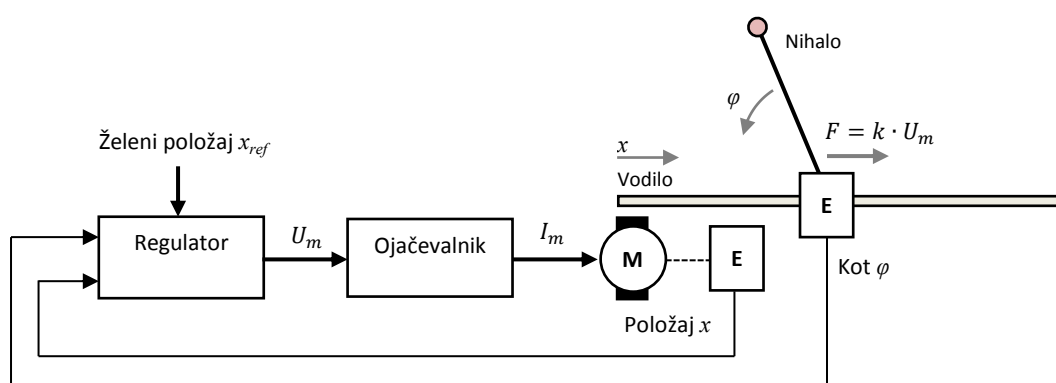 Nihalo
φ
F = k · U_m
Želeni položaj x_ref
x
Vodilo
E
Regulator
U_m
Ojačevalnik
I_m
M
E
Kot φ
Položaj x